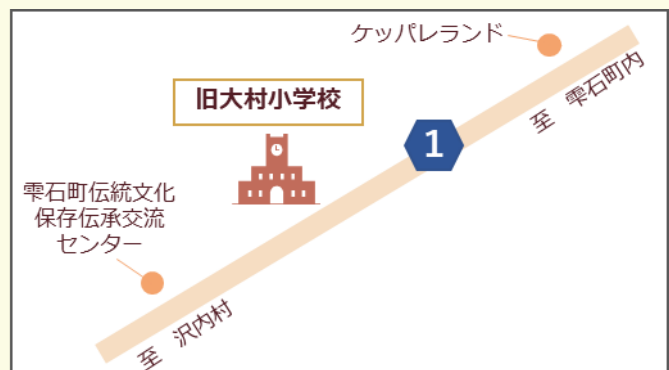 ケッパレランド
至 雫石町内
旧大村小学校
1
雫石町伝統文化
保存伝承交流
センター
至 沢内村